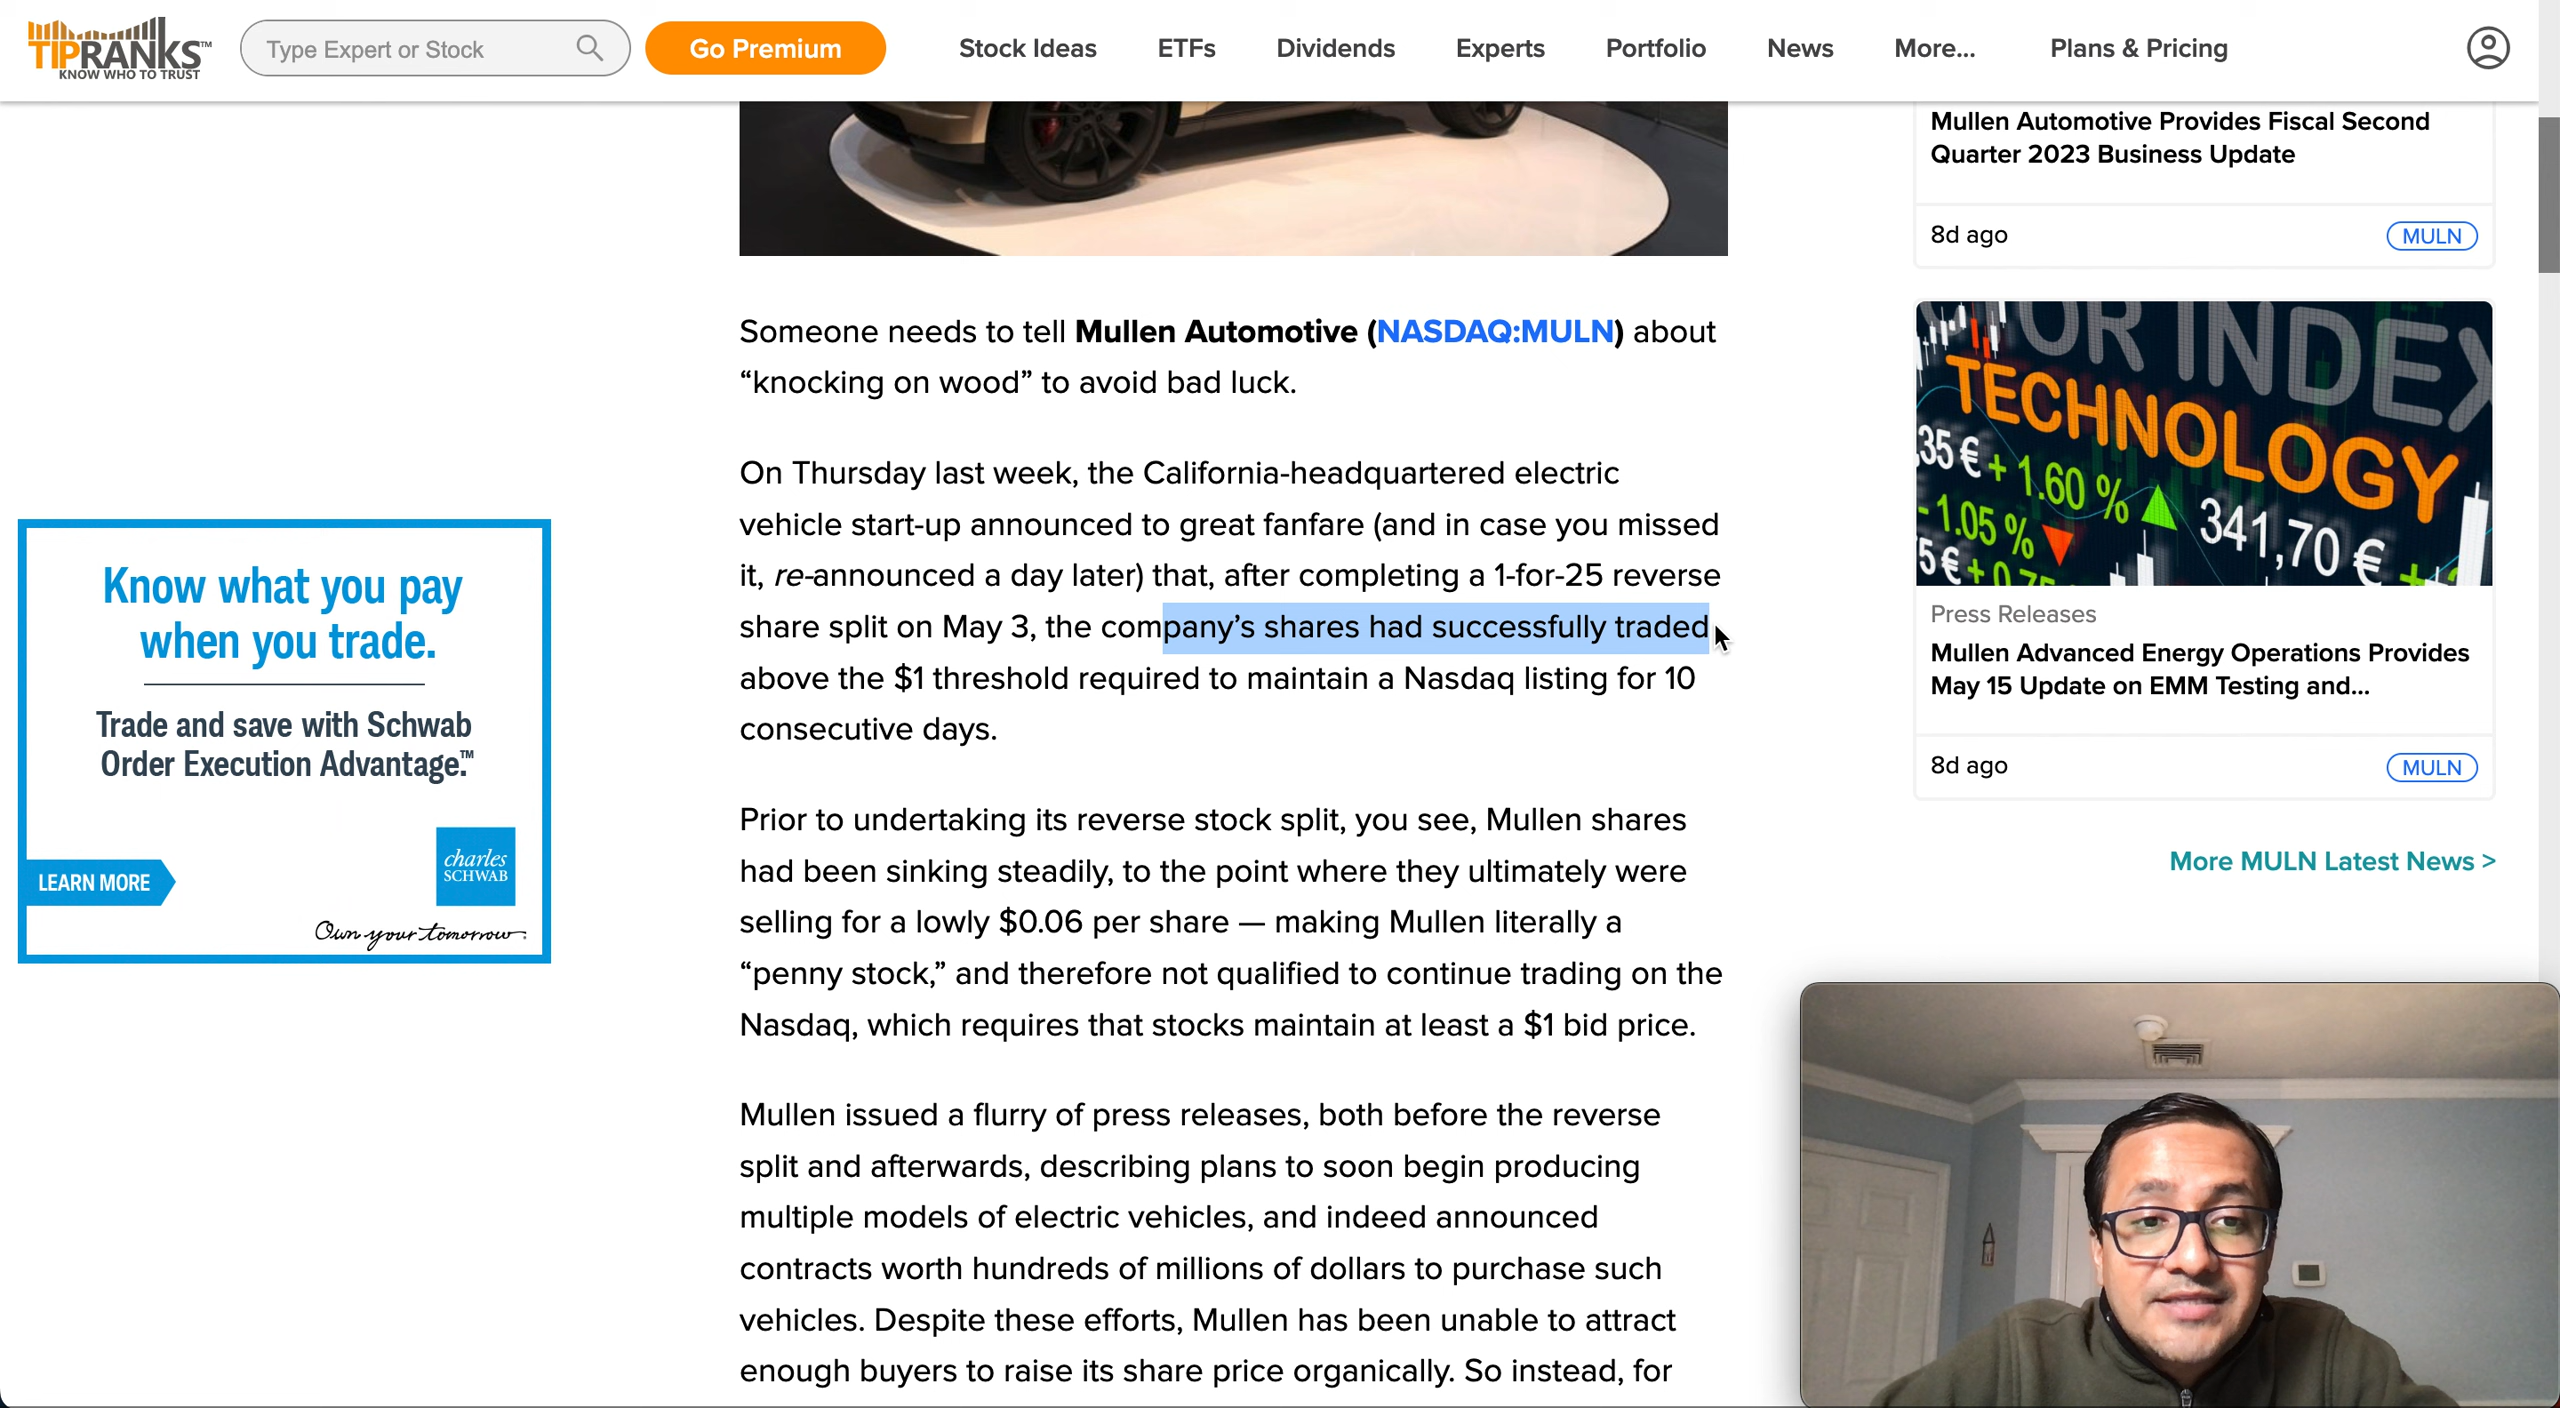 TIPRANKS™
KNOW WHO TO TRUST
Type Expert or Stock
Go Premium
Stock Ideas
ETFs
Dividends
Experts
Portfolio
News
More...
Plans & Pricing
Someone needs to tell Mullen Automotive (NASDAQ:MULN) about
“knocking on wood” to avoid bad luck.
On Thursday last week, the California-headquartered electric
vehicle start-up announced to great fanfare (and in case you missed
it, re-announced a day later) that, after completing a 1-for-25 reverse
share split on May 3, the company’s shares had successfully traded
above the $1 threshold required to maintain a Nasdaq listing for 10
consecutive days.
Prior to undertaking its reverse stock split, you see, Mullen shares
had been sinking steadily, to the point where they ultimately were
selling for a lowly $0.06 per share — making Mullen literally a
“penny stock,” and therefore not qualified to continue trading on the
Nasdaq, which requires that stocks maintain at least a $1 bid price.
Mullen issued a flurry of press releases, both before the reverse
split and afterwards, describing plans to soon begin producing
multiple models of electric vehicles, and indeed announced
contracts worth hundreds of millions of dollars to purchase such
vehicles. Despite these efforts, Mullen has been unable to attract
enough buyers to raise its share price organically. So instead, for
Know what you pay
when you trade.
Trade and save with Schwab
Order Execution Advantage.™
LEARN MORE
charles
SCHWAB
Own your tomorrow.
Mullen Automotive Provides Fiscal Second
Quarter 2023 Business Update
8d ago
MULN
OR INDEX
TECHNOLOGY
35 € + 1.60 %
- 1.05 %
341,70 €
5 €
Press Releases
Mullen Advanced Energy Operations Provides
May 15 Update on EMM Testing and...
8d ago
MULN
More MULN Latest News >